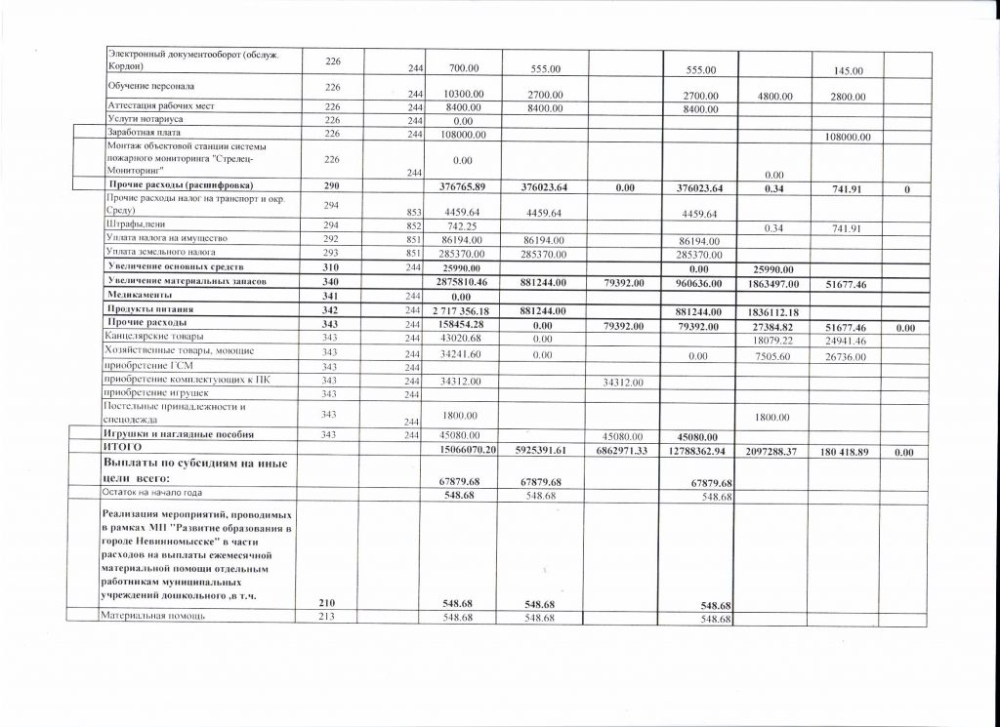 Электронный документооборот (обслуж.
Кордон) 226 244 700.00 555.00 555.00 145.00
Обучение персонала 226 244 10300.00 2700.00 2700.00 4800.00 2800.00
Аттестация рабочих мест 226 244 8400.00 8400.00 8400.00
Услуги нотариуса 226 244 0.00
Заработная плата 226 244 108000.00 108000.00
Монтаж объектовой станции системы
пожарного мониторинга "Стрелец-
Мониторинг" 226 244 0.00 0.00
Прочие расходы (расшифровка) 290 376765.89 376023.64 0.00 376023.64 0.34 741.91 0
Прочие расходы налог на транспорт и окр.
Среду) 294 853 4459.64 4459.64 4459.64
Штрафы,пени 294 852 742.25 0.34 741.91
Уплата налога на имущество 292 851 86194.00 86194.00 86194.00
Уплата земельного налога 293 851 285370.00 285370.00 285370.00
Увеличение основных средств 310 244 25990.00 0.00 25990.00
Увеличение материальных запасов 340 2875810.46 881244.00 79392.00 960636.00 1863497.00 51677.46
Медикаменты 341 244 0.00
Продукты питания 342 244 2 717 356.18 881244.00 881244.00 1836112.18
Прочие расходы 343 244 158454.28 0.00 79392.00 79392.00 27384.82 51677.46 0.00
Канцелярские товары 343 244 43020.68 0.00 18079.22 24941.46
Хозяйственные товары, моющие 343 244 34241.60 0.00 0.00 7505.60 26736.00
приобретение ГСМ 343 244
приобретение комплектующих к ПК 343 244 34312.00 34312.00
приобретение игрушек 343 244
Постельные принадлежности и
спецодежда 343 244 1800.00 1800.00
Игрушки и наглядные пособия 343 244 45080.00 45080.00 45080.00
ИТОГО 15066070.20 5925391.61 6862971.33 12788362.94 2097288.37 180 418.89 0.00
Выплаты по субсидиям на иные
цели всего: 67879.68 67879.68 67879.68
Остаток на начало года 548.68 548.68 548.68
Реализация мероприятий, проводимых
в рамках МП "Развитие образования в
городе Невинномысске" в части
расходов на выплаты ежемесячной
материальной помощи отдельным
работникам муниципальных
учреждений дошкольного ,в т.ч. 210 548.68 548.68 548.68
Материальная помощь 213 548.68 548.68 548.68